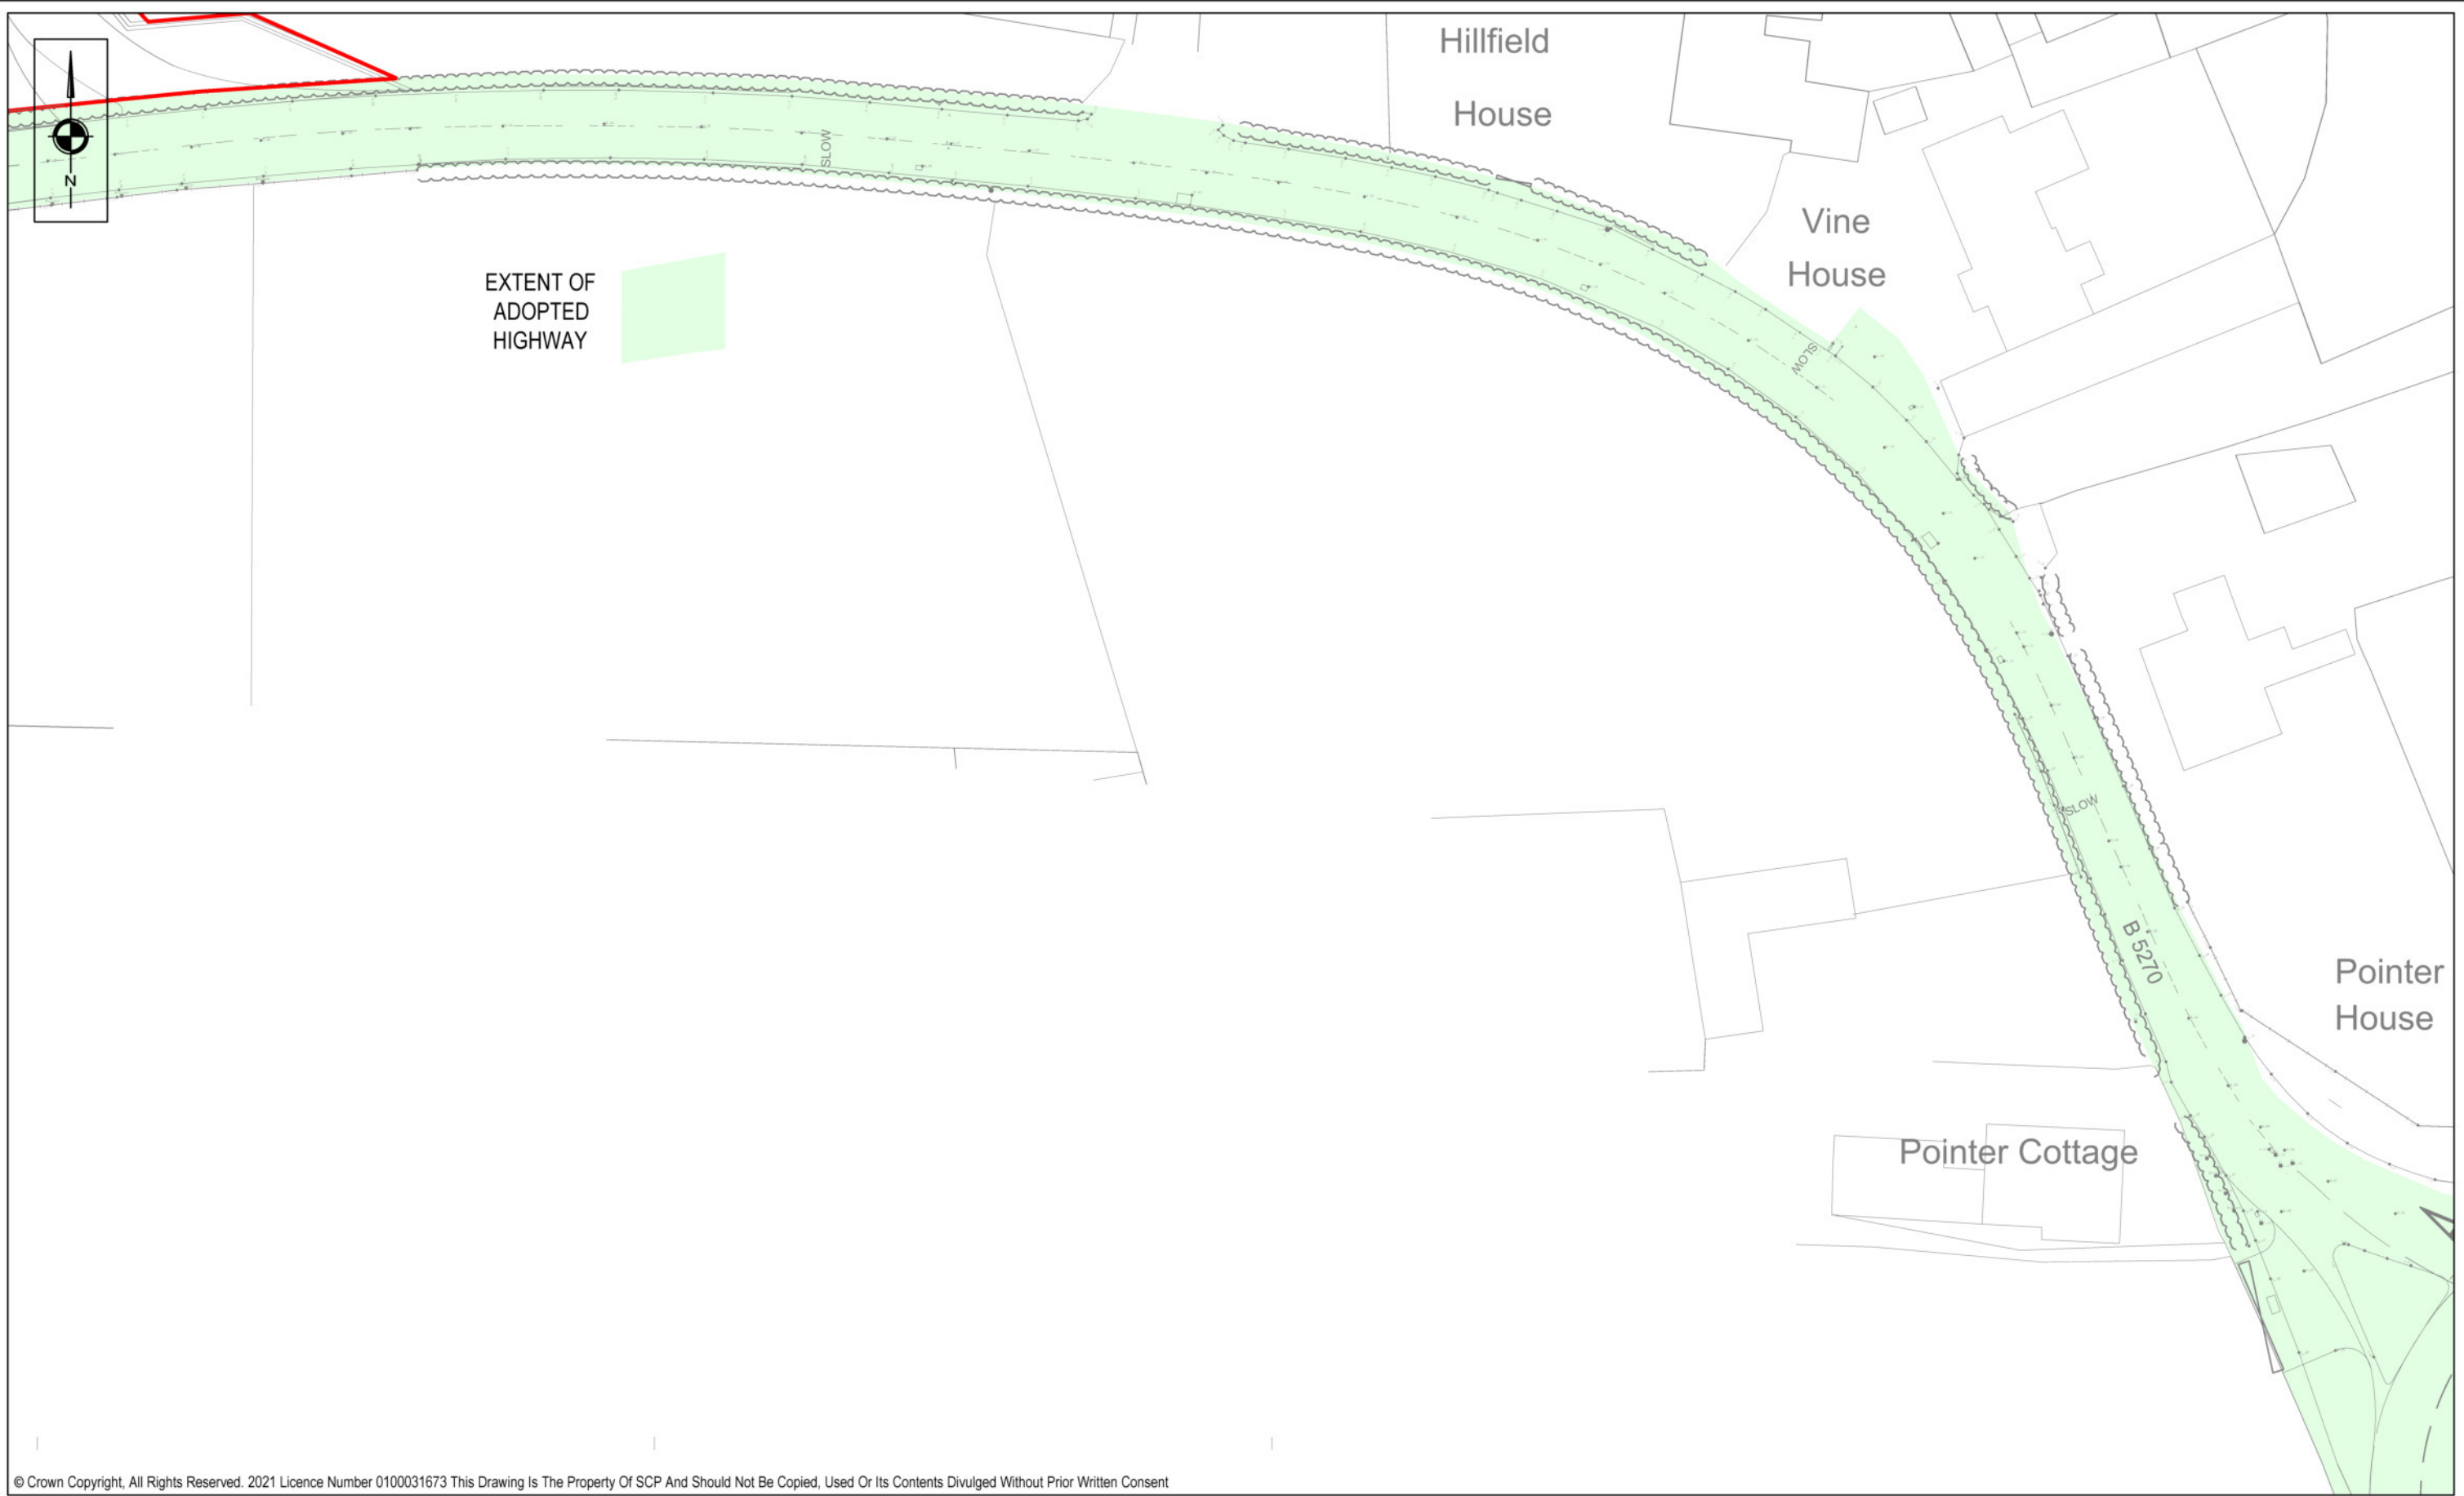 Hillfield
House
SLOW
N
Vine
House
EXTENT OF
ADOPTED
HIGHWAY
SLOW
SLOW
B 5270
Pointer
House
Pointer Cottage
© Crown Copyright, All Rights Reserved. 2021 Licence Number 0100031673 This Drawing Is The Property Of SCP And Should Not Be Copied, Used Or Its Contents Divulged Without Prior Written Consent